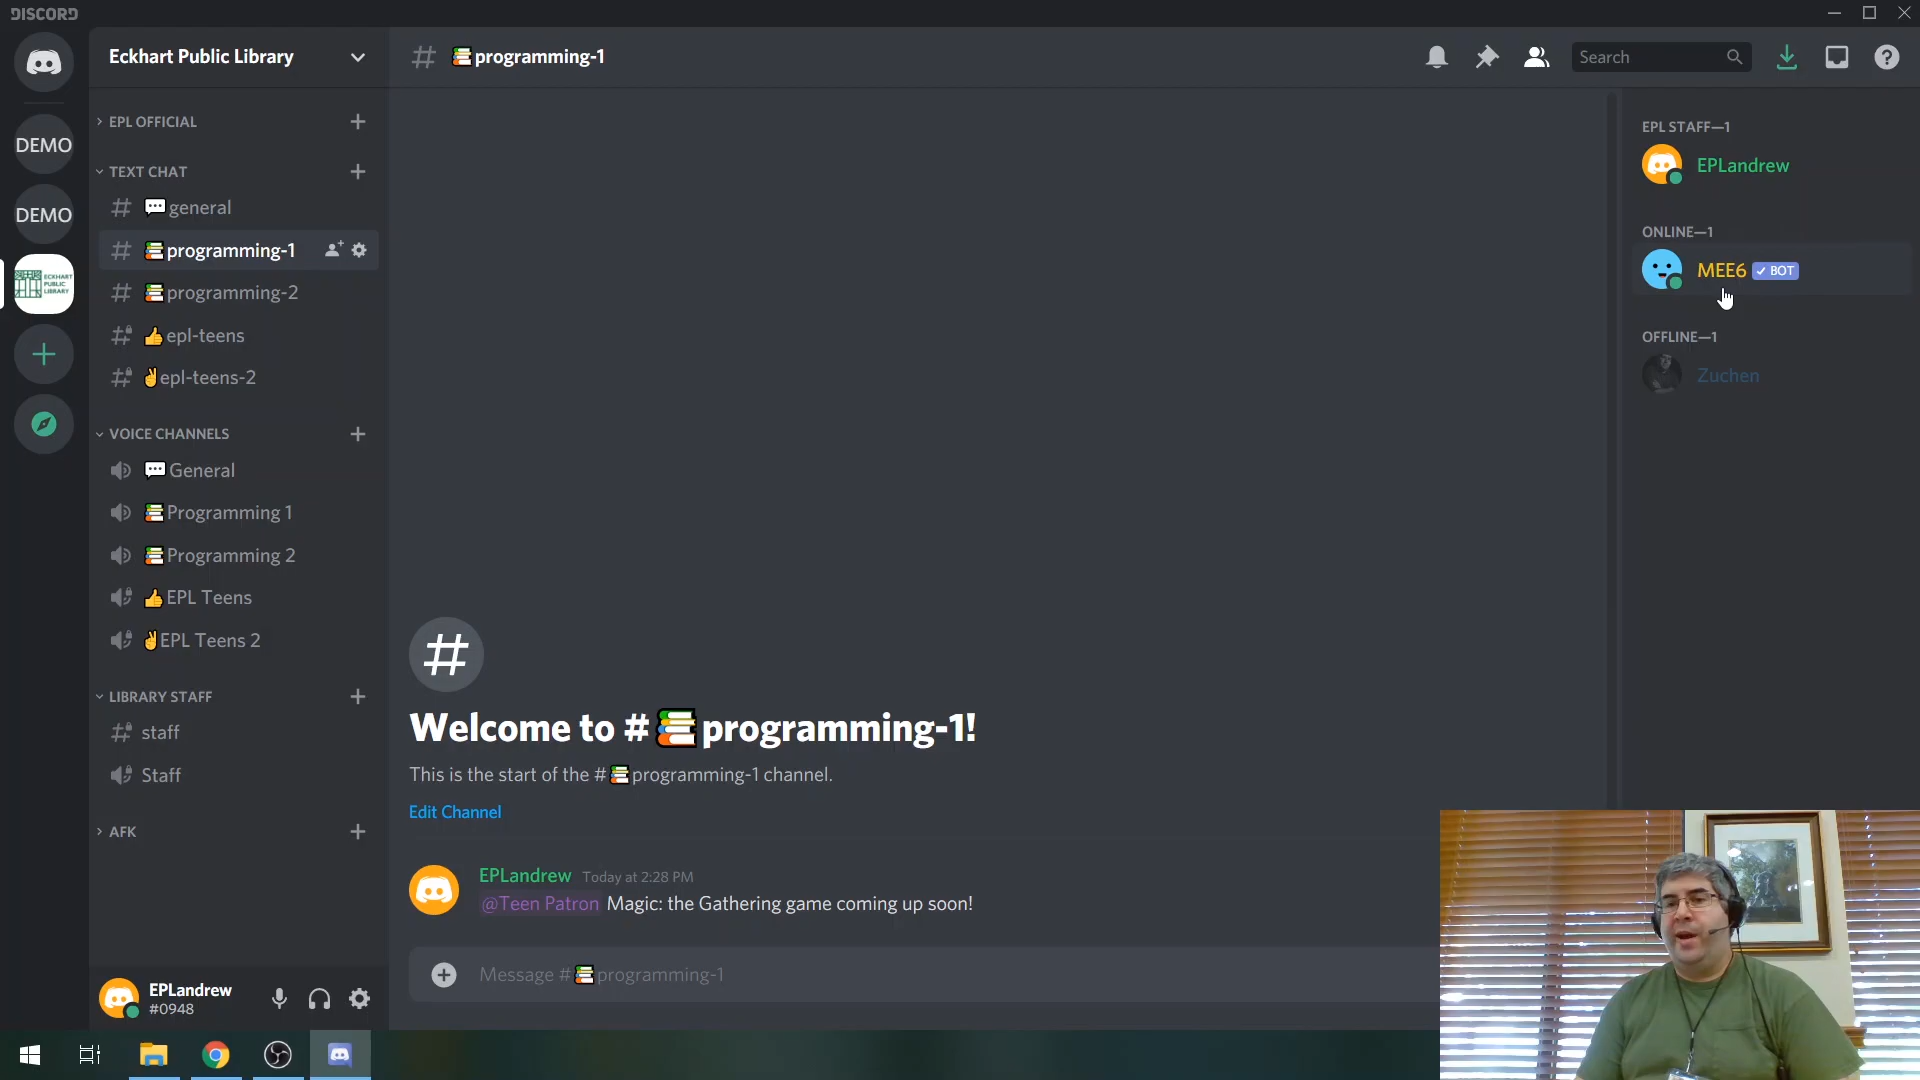 DISCORD
Eckhart Public Library
#📚programming-1
Search
DEMO
DEMO
ECKHART
PUBLIC
LIBRARY
EPL OFFICIAL
TEXT CHAT
# 💬general
# 📚programming-1
# 📚programming-2
# 👍epl-teens
# ✌epl-teens-2
VOICE CHANNELS
💬General
📚Programming 1
📚Programming 2
👍EPL Teens
✌EPL Teens 2
LIBRARY STAFF
# staff
Staff
AFK
EPLandrew
#0948
#
Welcome to #📚programming-1!
This is the start of the #📚programming-1 channel.
Edit Channel
EPLandrew Today at 2:28 PM
@Teen Patron Magic: the Gathering game coming up soon!
Message #📚programming-1
EPL STAFF—1
EPLandrew
ONLINE—1
MEE6 ✓ BOT
OFFLINE—1
Zuchen